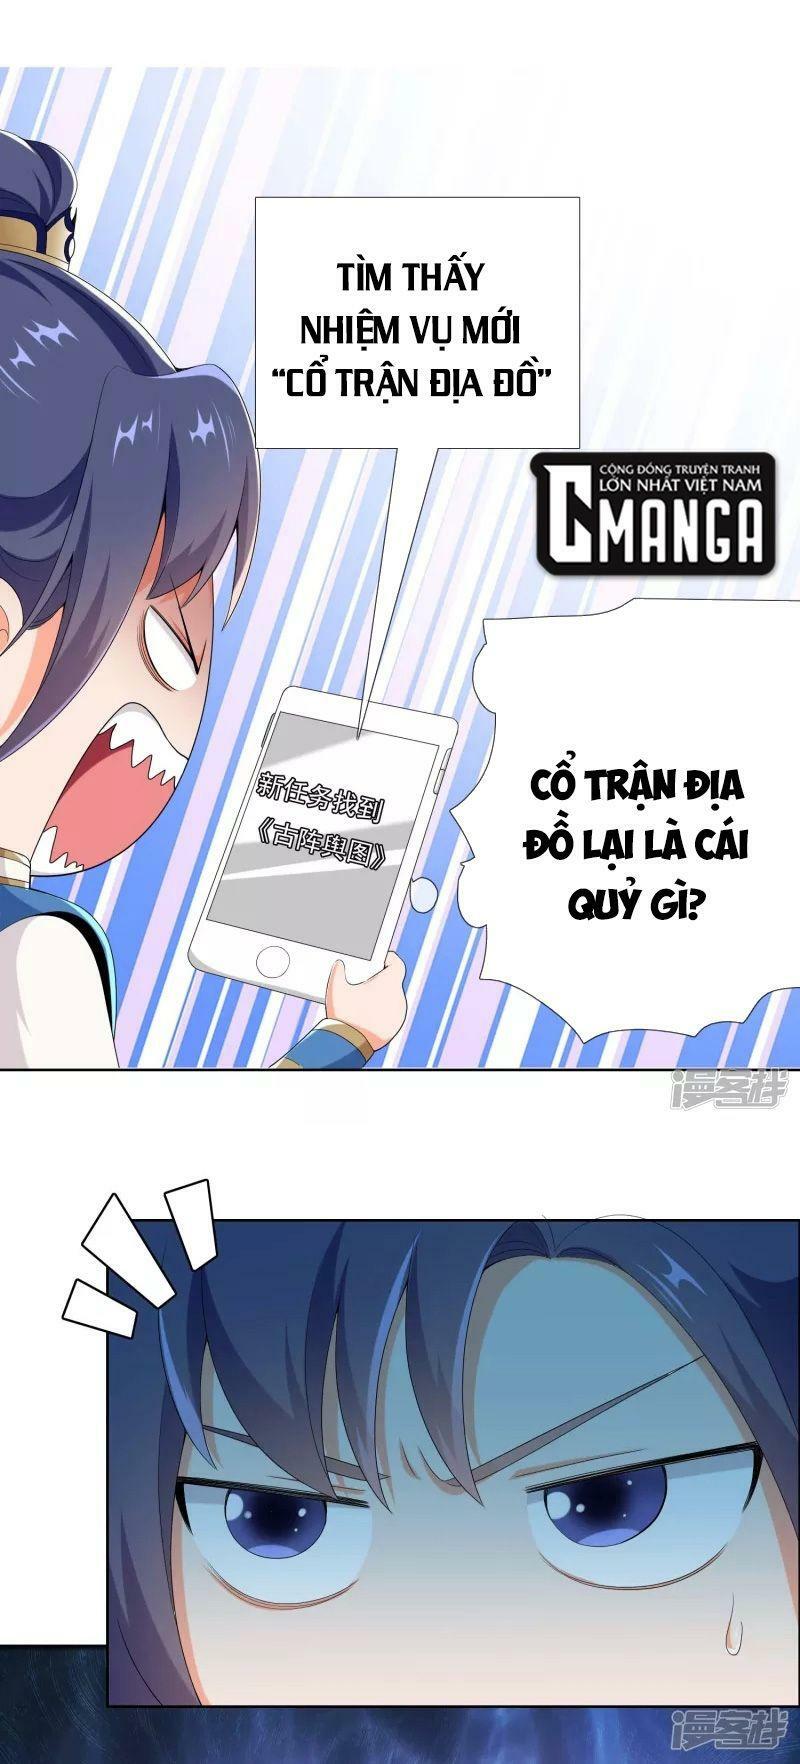 TÌM THẤY
NHIỆM VỤ MỚI
“CỔ TRẬN ĐỊA ĐỒ”
CỘNG ĐỒNG TRUYỆN TRANH
LỚN NHẤT VIỆT NAM
CMANGA
新任务找到
《古阵舆图》
CỔ TRẬN ĐỊA
ĐỒ LẠI LÀ CÁI
QUỶ GÌ?
漫客栈
漫客栈